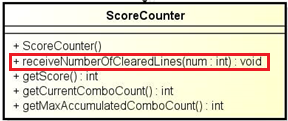 ScoreCounter
+ ScoreCounter()
+ receiveNumberOfClearedLines(num : int) : void
+ getScore() : int
+ getCurrentComboCount() : int
+ getMaxAccumulatedComboCount() : int